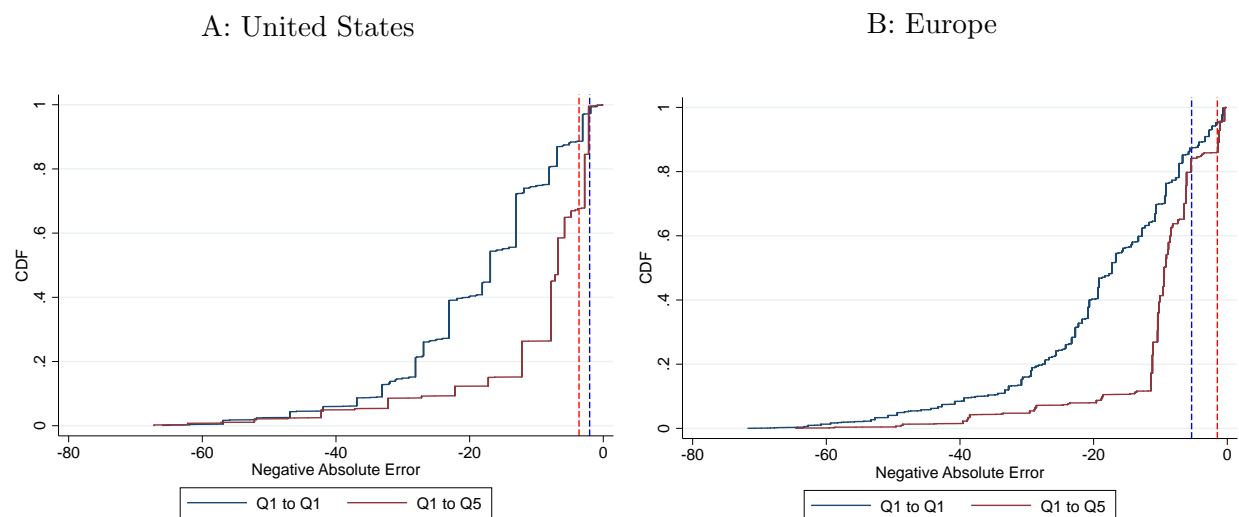 A: United States
1
.8
.6
.4
.2
0
CDF
-80
-60
-40
-20
0
Negative Absolute Error
Q1 to Q1
Q1 to Q5
B: Europe
1
.8
.6
.4
.2
0
CDF
-80
-60
-40
-20
0
Negative Absolute Error
Q1 to Q1
Q1 to Q5